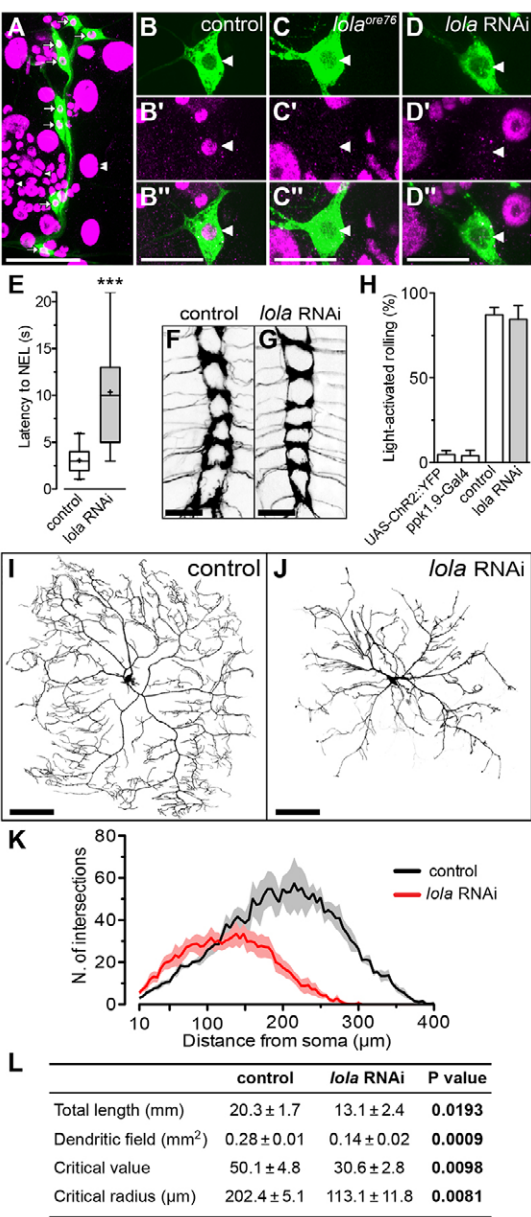 A B control C lola^ore76 D lola RNAi
B' C' D'
B'' C'' D''
E
***
Latency to NEL (s)
20
15
10
5
0
control
lola RNAi
control lola RNAi
F G
H
Light-activated rolling (%)
100
50
0
UAS-ChR2::YFP
ppk1.9-Gal4
control
lola RNAi
I control
J lola RNAi
K
N. of intersections
80
60
40
20
0
control
lola RNAi
10 100 200 300 400
Distance from soma (µm)
L
control lola RNAi P value
Total length (mm) 20.3 ± 1.7 13.1 ± 2.4 0.0193
Dendritic field (mm²) 0.28 ± 0.01 0.14 ± 0.02 0.0009
Critical value 50.1 ± 4.8 30.6 ± 2.8 0.0098
Critical radius (µm) 202.4 ± 5.1 113.1 ± 11.8 0.0081